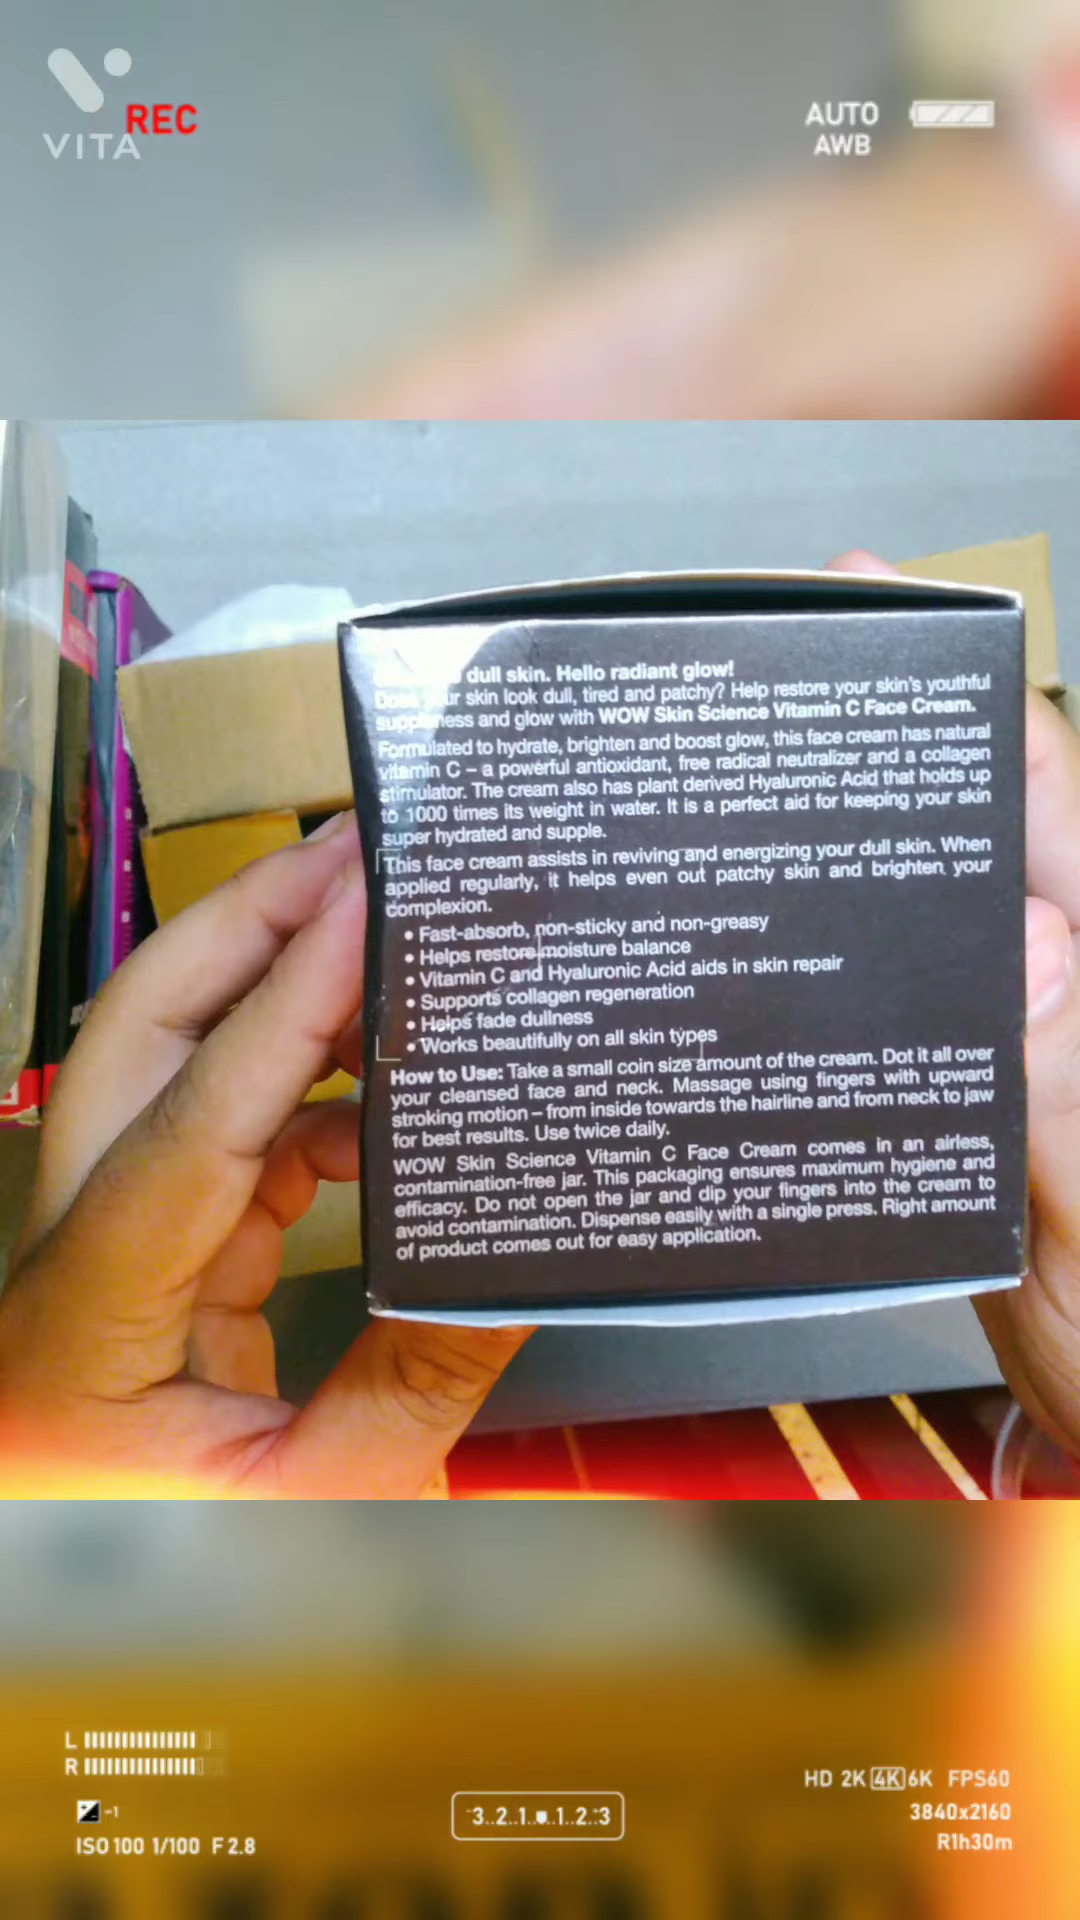 VITA
REC
AUTO
AWB
dull skin. Hello radiant glow!
Does your skin look dull, tired and patchy? Help restore your skin's youthful
suppleness and glow with WOW Skin Science Vitamin C Face Cream.
Formulated to hydrate, brighten and boost glow, this face cream has natural
vitamin C – a powerful antioxidant, free radical neutralizer and a collagen
stimulator. The cream also has plant derived Hyaluronic Acid that holds up
to 1000 times its weight in water. It is a perfect aid for keeping your skin
super hydrated and supple.
This face cream assists in reviving and energizing your dull skin. When
applied regularly, it helps even out patchy skin and brighten your
complexion.
• Fast-absorb, non-sticky and non-greasy
• Helps restore moisture balance
• Vitamin C and Hyaluronic Acid aids in skin repair
• Supports collagen regeneration
• Helps fade dullness
• Works beautifully on all skin types
How to Use: Take a small coin size amount of the cream. Dot it all over
your cleansed face and neck. Massage using fingers with upward
stroking motion – from inside towards the hairline and from neck to jaw
for best results. Use twice daily.
WOW Skin Science Vitamin C Face Cream comes in an airless,
contamination-free jar. This packaging ensures maximum hygiene and
efficacy. Do not open the jar and dip your fingers into the cream to
avoid contamination. Dispense easily with a single press. Right amount
of product comes out for easy application.
L
R
-1
ISO 100 1/100 F 2.8
3..2..1..■..1..2..3
HD 2K 4K 6K FPS60
3840x2160
R1h30m